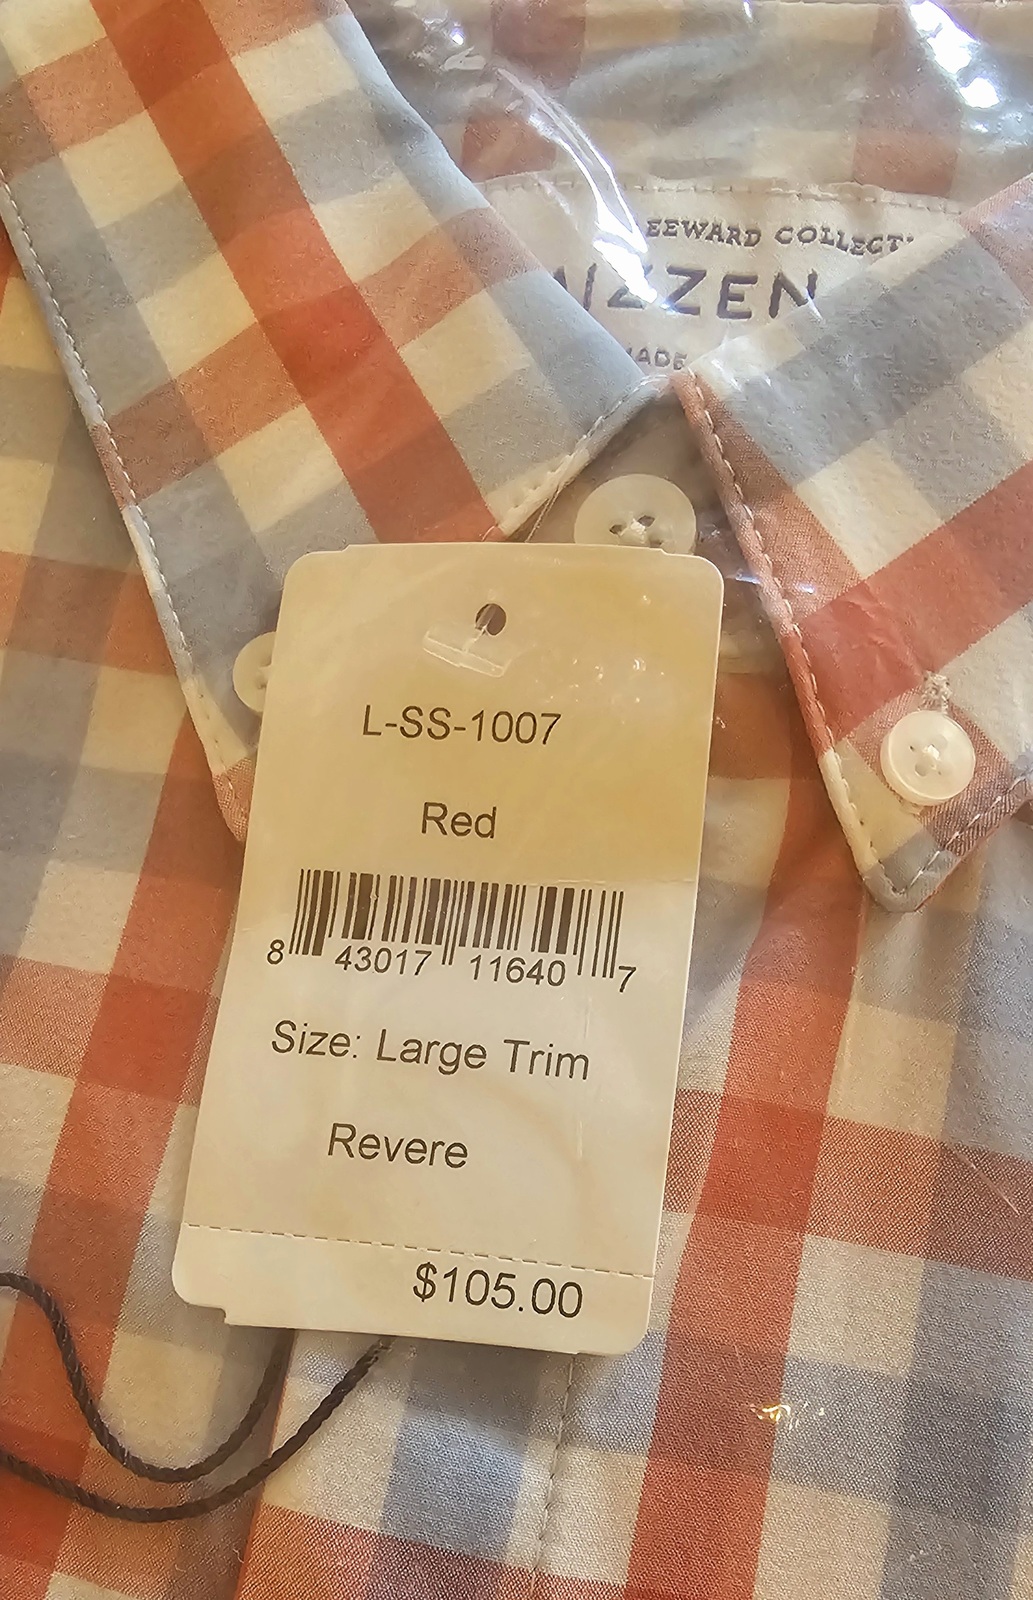 EEWARD COLLECT
IZZEN
MADE
L-SS-1007
Red
8 43017 11640 7
Size: Large Trim
Revere
$105.00